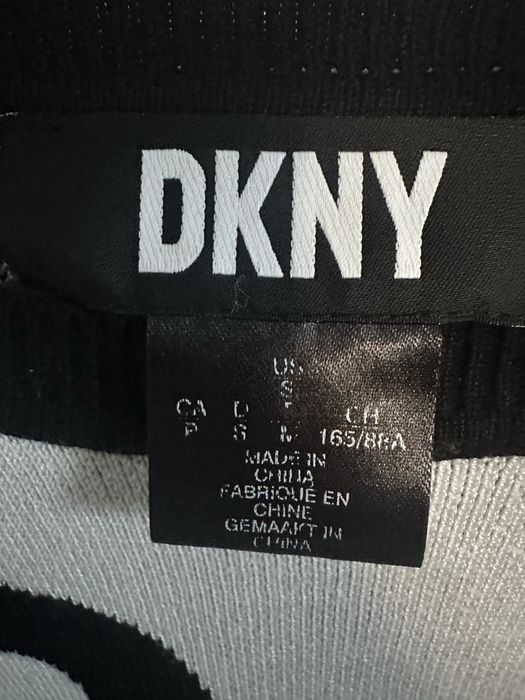 DKNY
US
S
CA D I CH
P S M 165/88A
MADE IN
CHINA
FABRIQUÉ EN
CHINE
GEMAAKT IN
CHINA